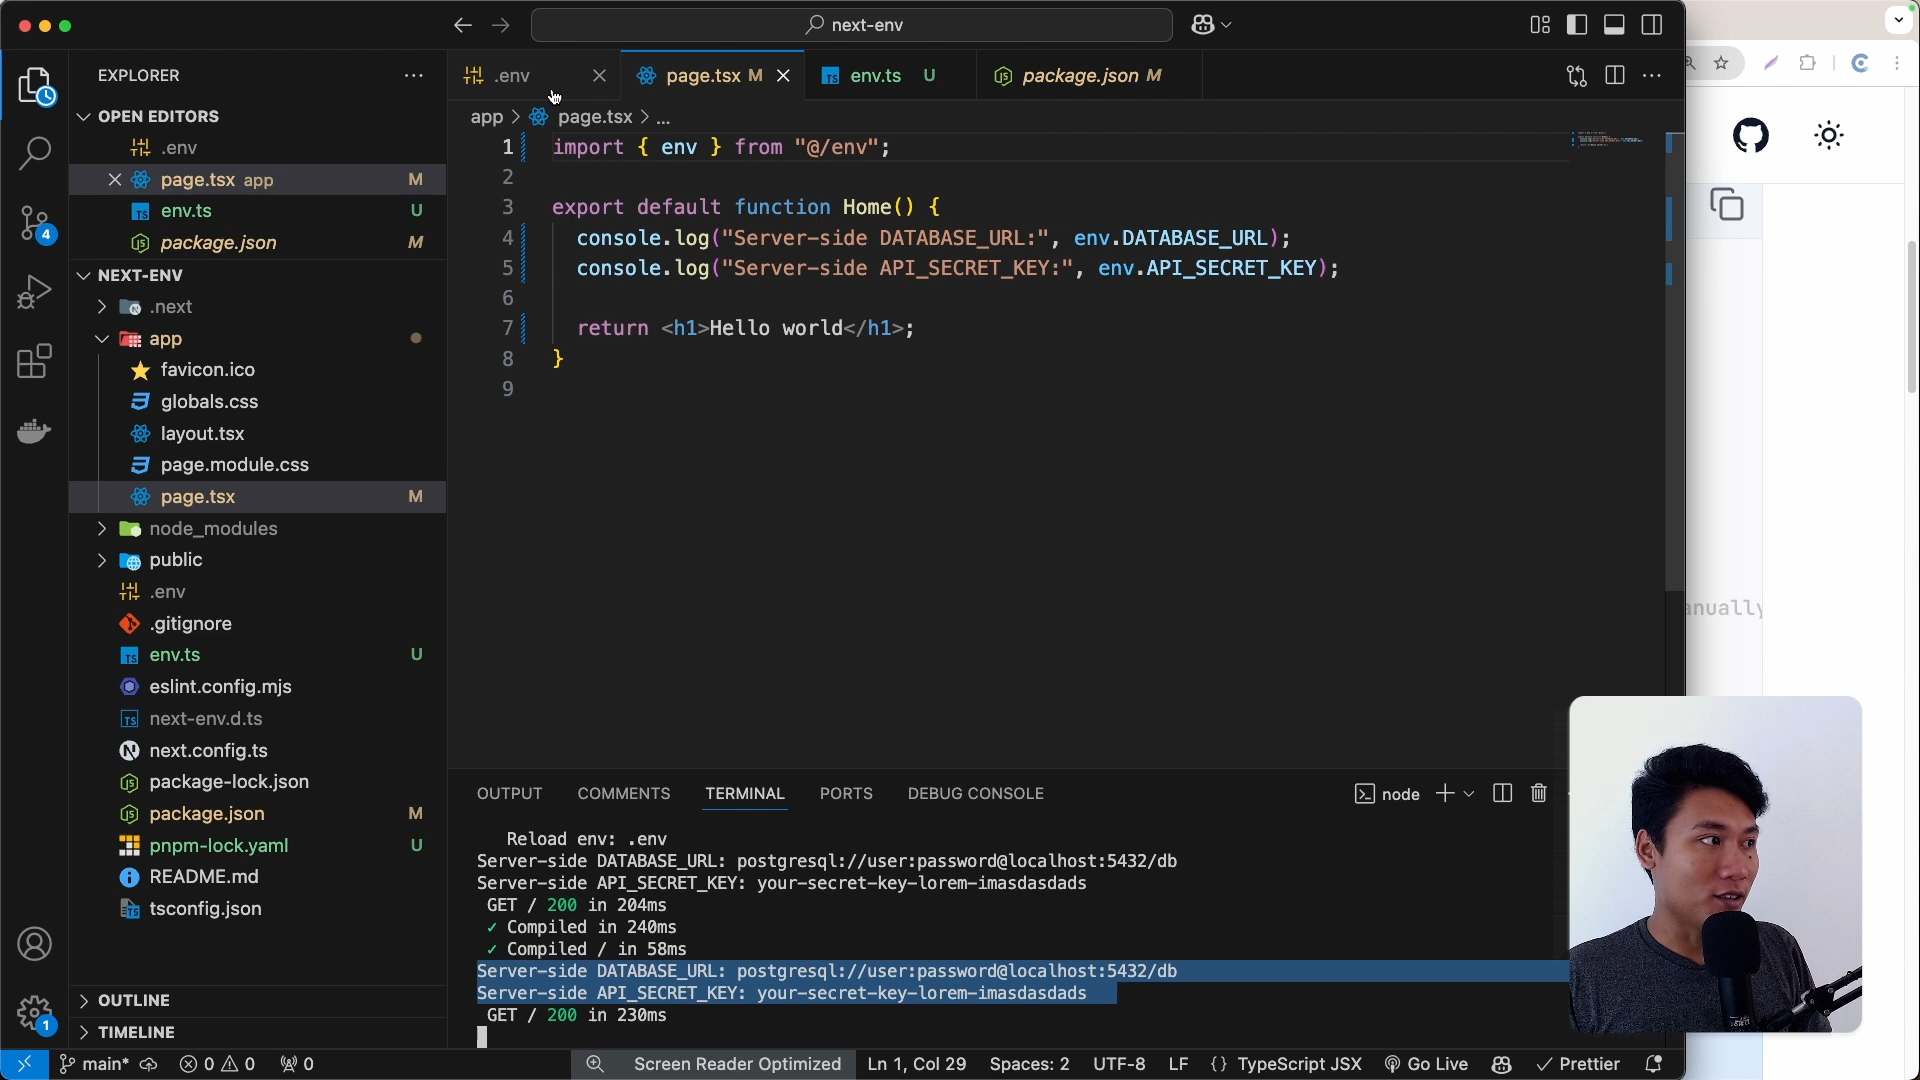 next-env
EXPLORER
OPEN EDITORS
.env
page.tsx app M
env.ts U
package.json M
NEXT-ENV
.next
app
favicon.ico
globals.css
layout.tsx
page.module.css
page.tsx M
node_modules
public
.env
.gitignore
env.ts U
eslint.config.mjs
next-env.d.ts
next.config.ts
package-lock.json
package.json M
pnpm-lock.yaml U
README.md
tsconfig.json
OUTLINE
TIMELINE
4
1
.env
page.tsx M
env.ts U
package.json M
app > page.tsx > ...
1 import { env } from "@/env";
2
3 export default function Home() {
4 console.log("Server-side DATABASE_URL:", env.DATABASE_URL);
5 console.log("Server-side API_SECRET_KEY:", env.API_SECRET_KEY);
6
7 return <h1>Hello world</h1>;
8 }
9
anually
OUTPUT COMMENTS TERMINAL PORTS DEBUG CONSOLE
node
Reload env: .env
Server-side DATABASE_URL: postgresql://user:password@localhost:5432/db
Server-side API_SECRET_KEY: your-secret-key-lorem-imasdasdads
GET / 200 in 204ms
✓ Compiled in 240ms
✓ Compiled / in 58ms
Server-side DATABASE_URL: postgresql://user:password@localhost:5432/db
Server-side API_SECRET_KEY: your-secret-key-lorem-imasdasdads
GET / 200 in 230ms
main* 0 0 0 Screen Reader Optimized Ln 1, Col 29 Spaces: 2 UTF-8 LF {} TypeScript JSX Go Live Prettier